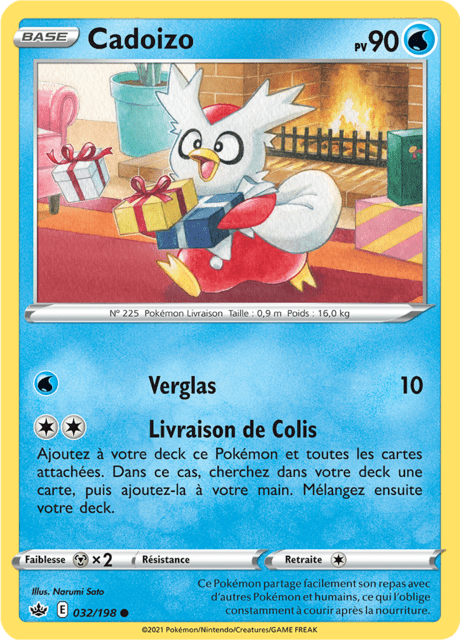 BASE Cadoizo PV 90
N° 225 Pokémon Livraison Taille : 0,9 m Poids : 16,0 kg
Verglas 10
Livraison de Colis
Ajoutez à votre deck ce Pokémon et toutes les cartes
attachées. Dans ce cas, cherchez dans votre deck une
carte, puis ajoutez-la à votre main. Mélangez ensuite
votre deck.
Faiblesse ×2 Résistance Retraite
Illus. Narumi Sato
E 032/198
Ce Pokémon partage facilement son repas avec
d'autres Pokémon et humains, ce qui l'oblige
constamment à courir après la nourriture.
©2021 Pokémon/Nintendo/Creatures/GAME FREAK